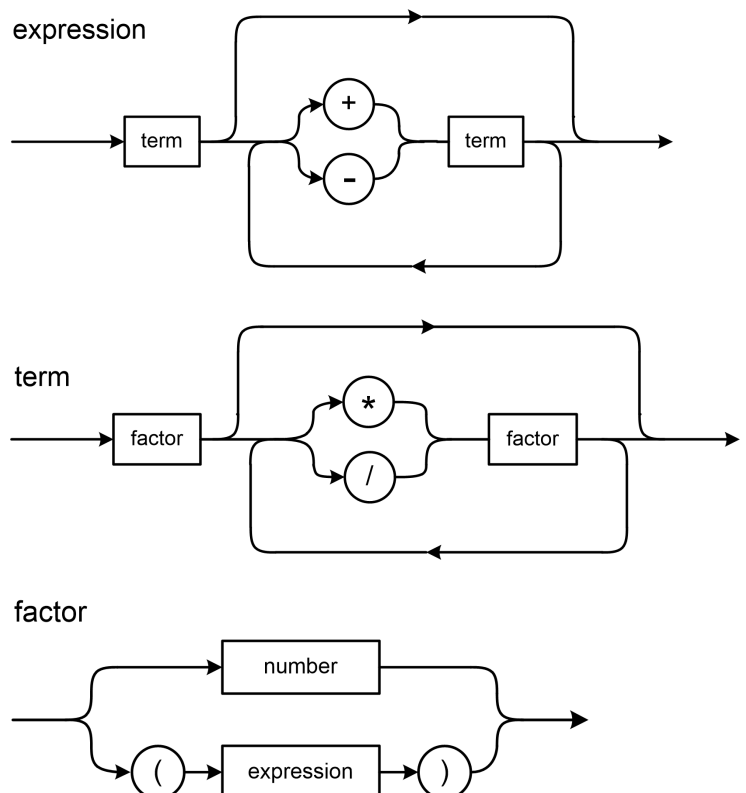 expression
+
term
term
-
term
*
factor
factor
/
factor
number
( expression )